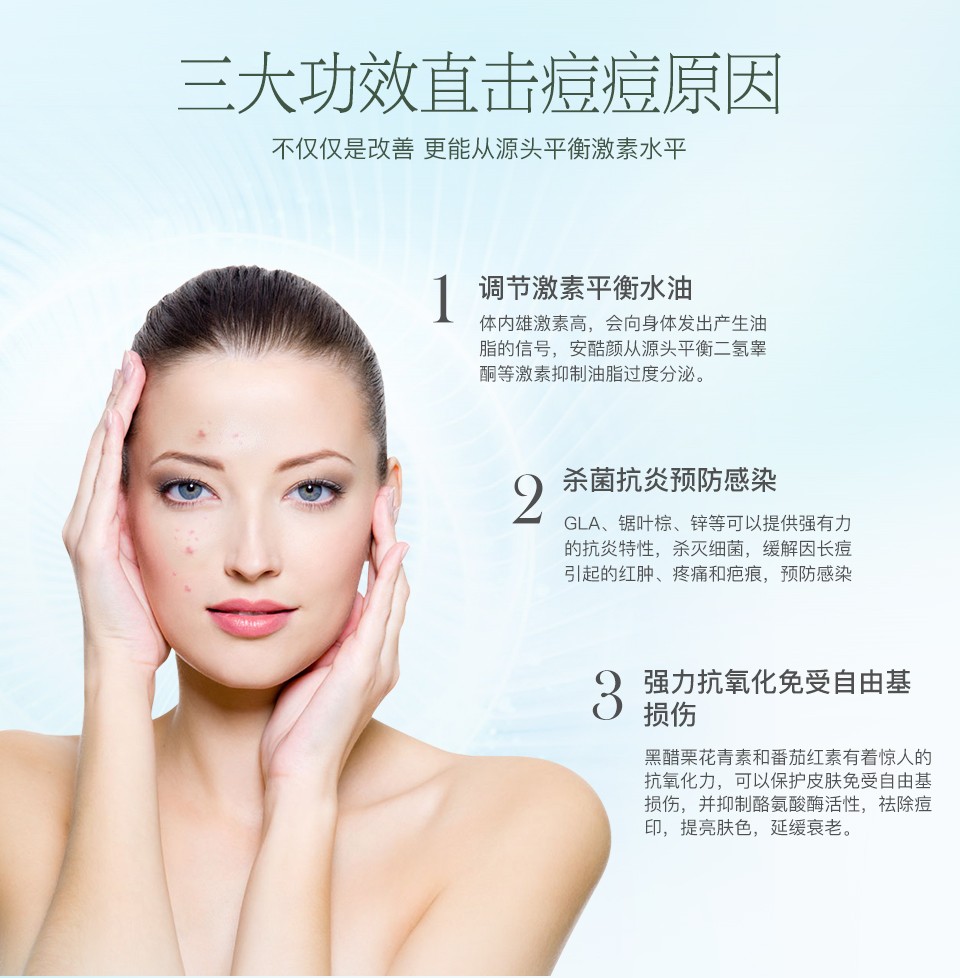 三大功效直击痘痘原因
不仅仅是改善 更能从源头平衡激素水平
1
调节激素平衡水油
体内雄激素高，会向身体发出产生油
脂的信号，安酷颜从源头平衡二氢睾
酮等激素抑制油脂过度分泌。
2
杀菌抗炎预防感染
GLA、锯叶棕、锌等可以提供强有力
的抗炎特性，杀灭细菌，缓解因长痘
引起的红肿、疼痛和疤痕，预防感染
3
强力抗氧化免受自由基
损伤
黑醋栗花青素和番茄红素有着惊人的
抗氧化力，可以保护皮肤免受自由基
损伤，并抑制酪氨酸酶活性，祛除痘
印，提亮肤色，延缓衰老。